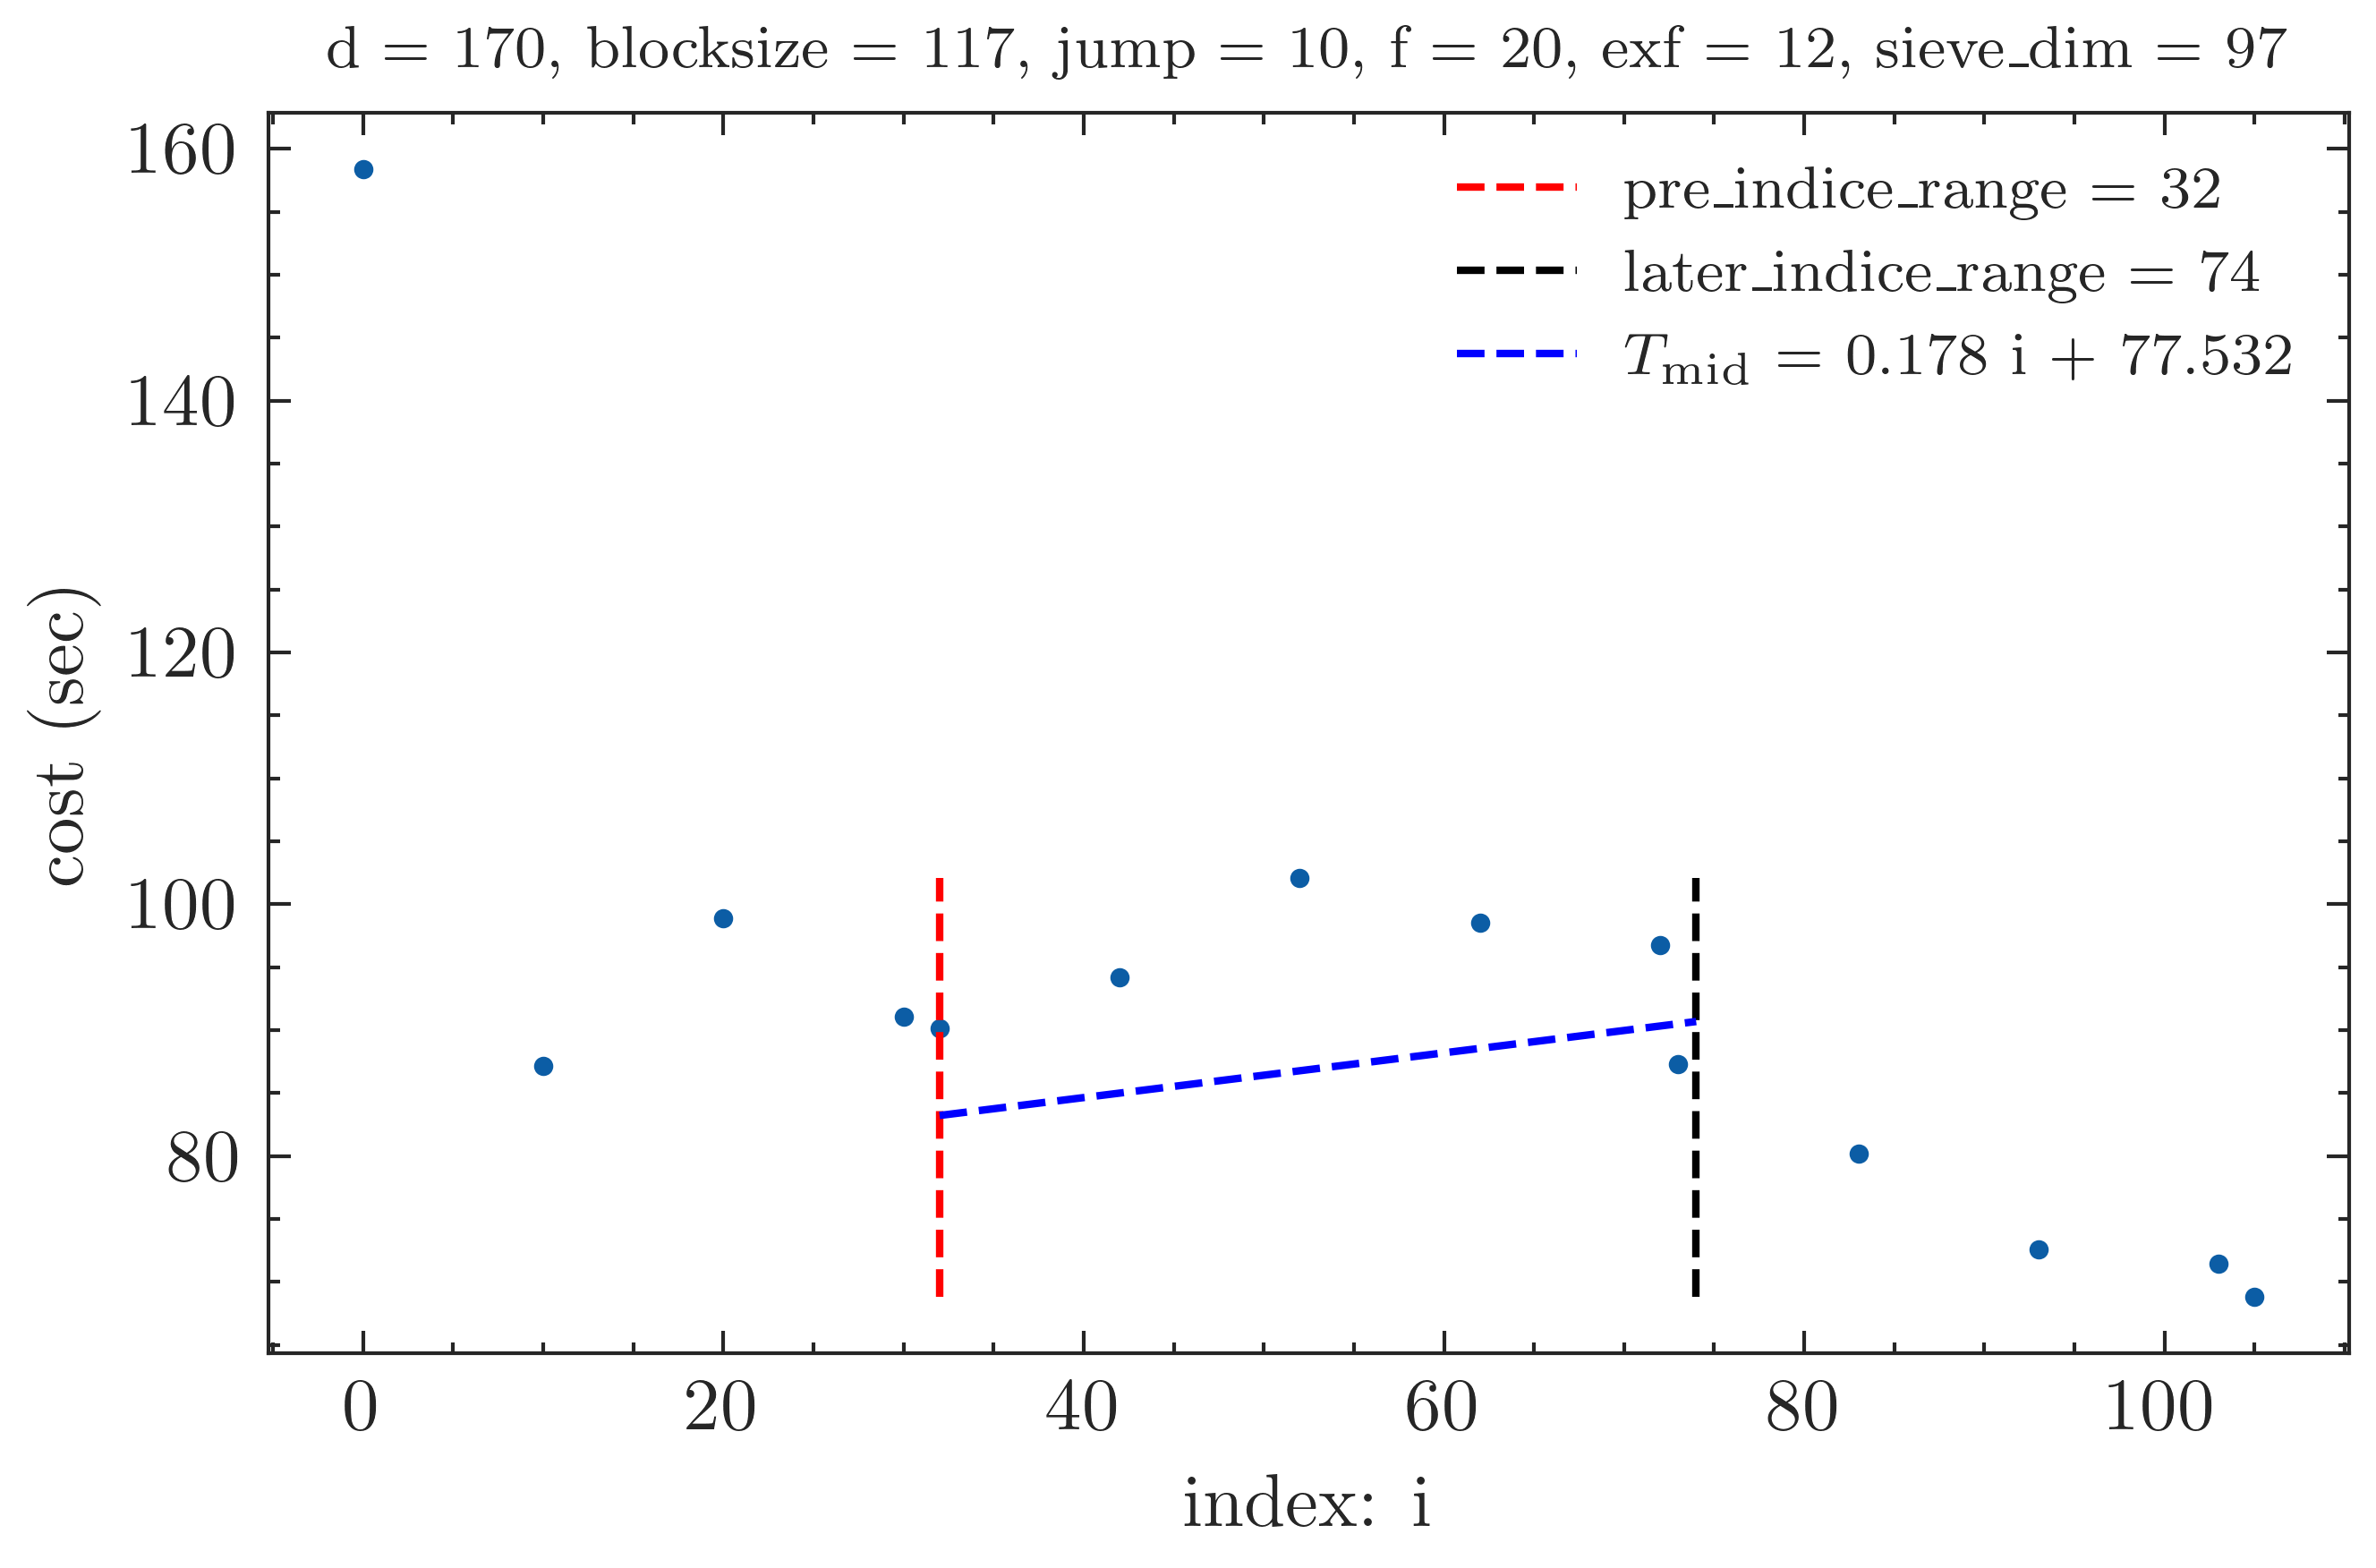 d = 170, blocksize = 117, jump = 10, f = 20, exf = 12, sieve_dim = 97
160
140
120
100
80
cost (sec)
pre_indice_range = 32
later_indice_range = 74
T_mid = 0.178 i + 77.532
0 20 40 60 80 100
index: i